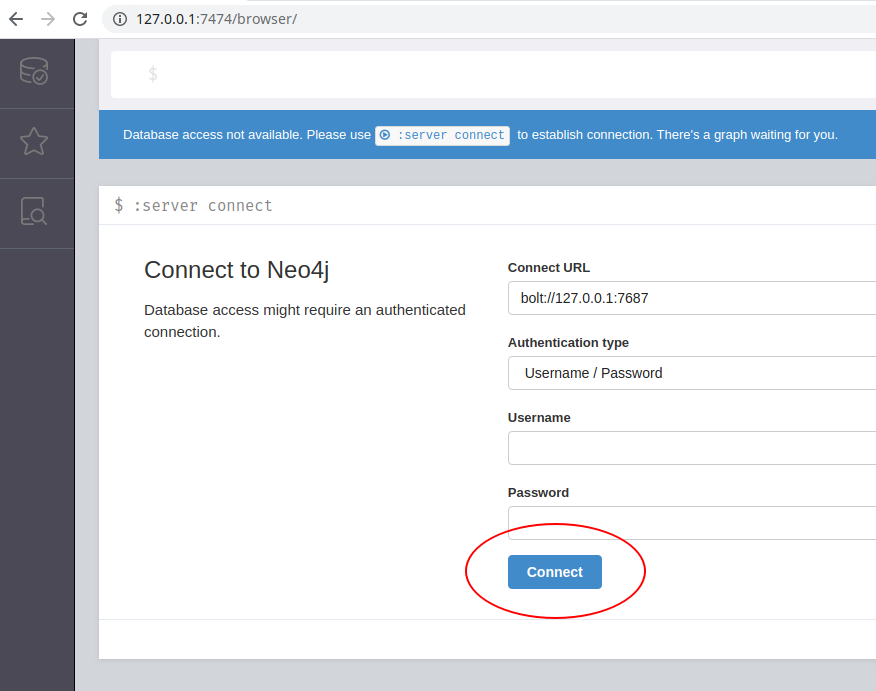 127.0.0.1:7474/browser/
$
Database access not available. Please use :server connect to establish connection. There's a graph waiting for you.
$ :server connect
Connect to Neo4j
Database access might require an authenticated
connection.
Connect URL
bolt://127.0.0.1:7687
Authentication type
Username / Password
Username
Password
Connect